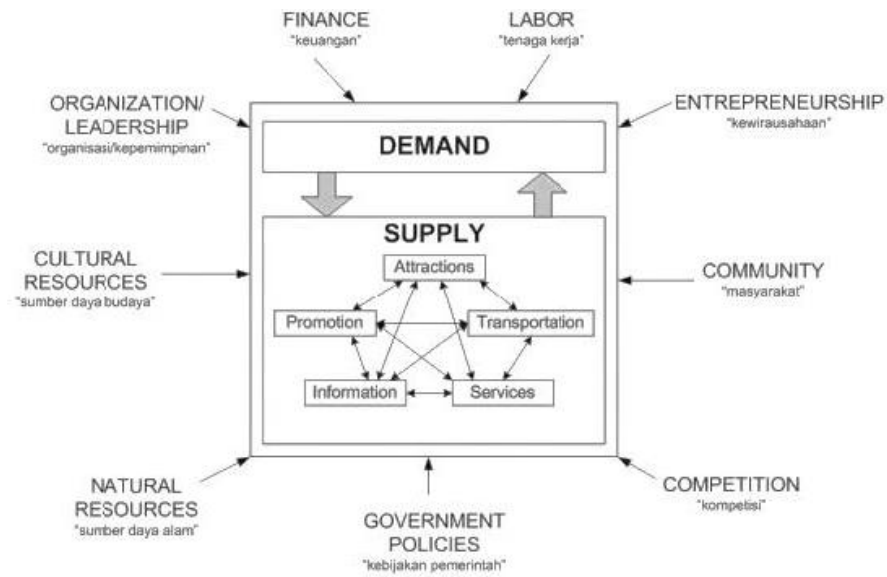 FINANCE
"keuangan"
LABOR
"tenaga kerja"
ORGANIZATION/
LEADERSHIP
"organisasi/kepemimpinan"
ENTREPRENEURSHIP
"kewirausahaan"
DEMAND
SUPPLY
Attractions
CULTURAL
RESOURCES
"sumber daya budaya"
COMMUNITY
"masyarakat"
Promotion
Transportation
Information
Services
NATURAL
RESOURCES
"sumber daya alam"
COMPETITION
"kompetisi"
GOVERNMENT
POLICIES
"kebijakan pemerintah"